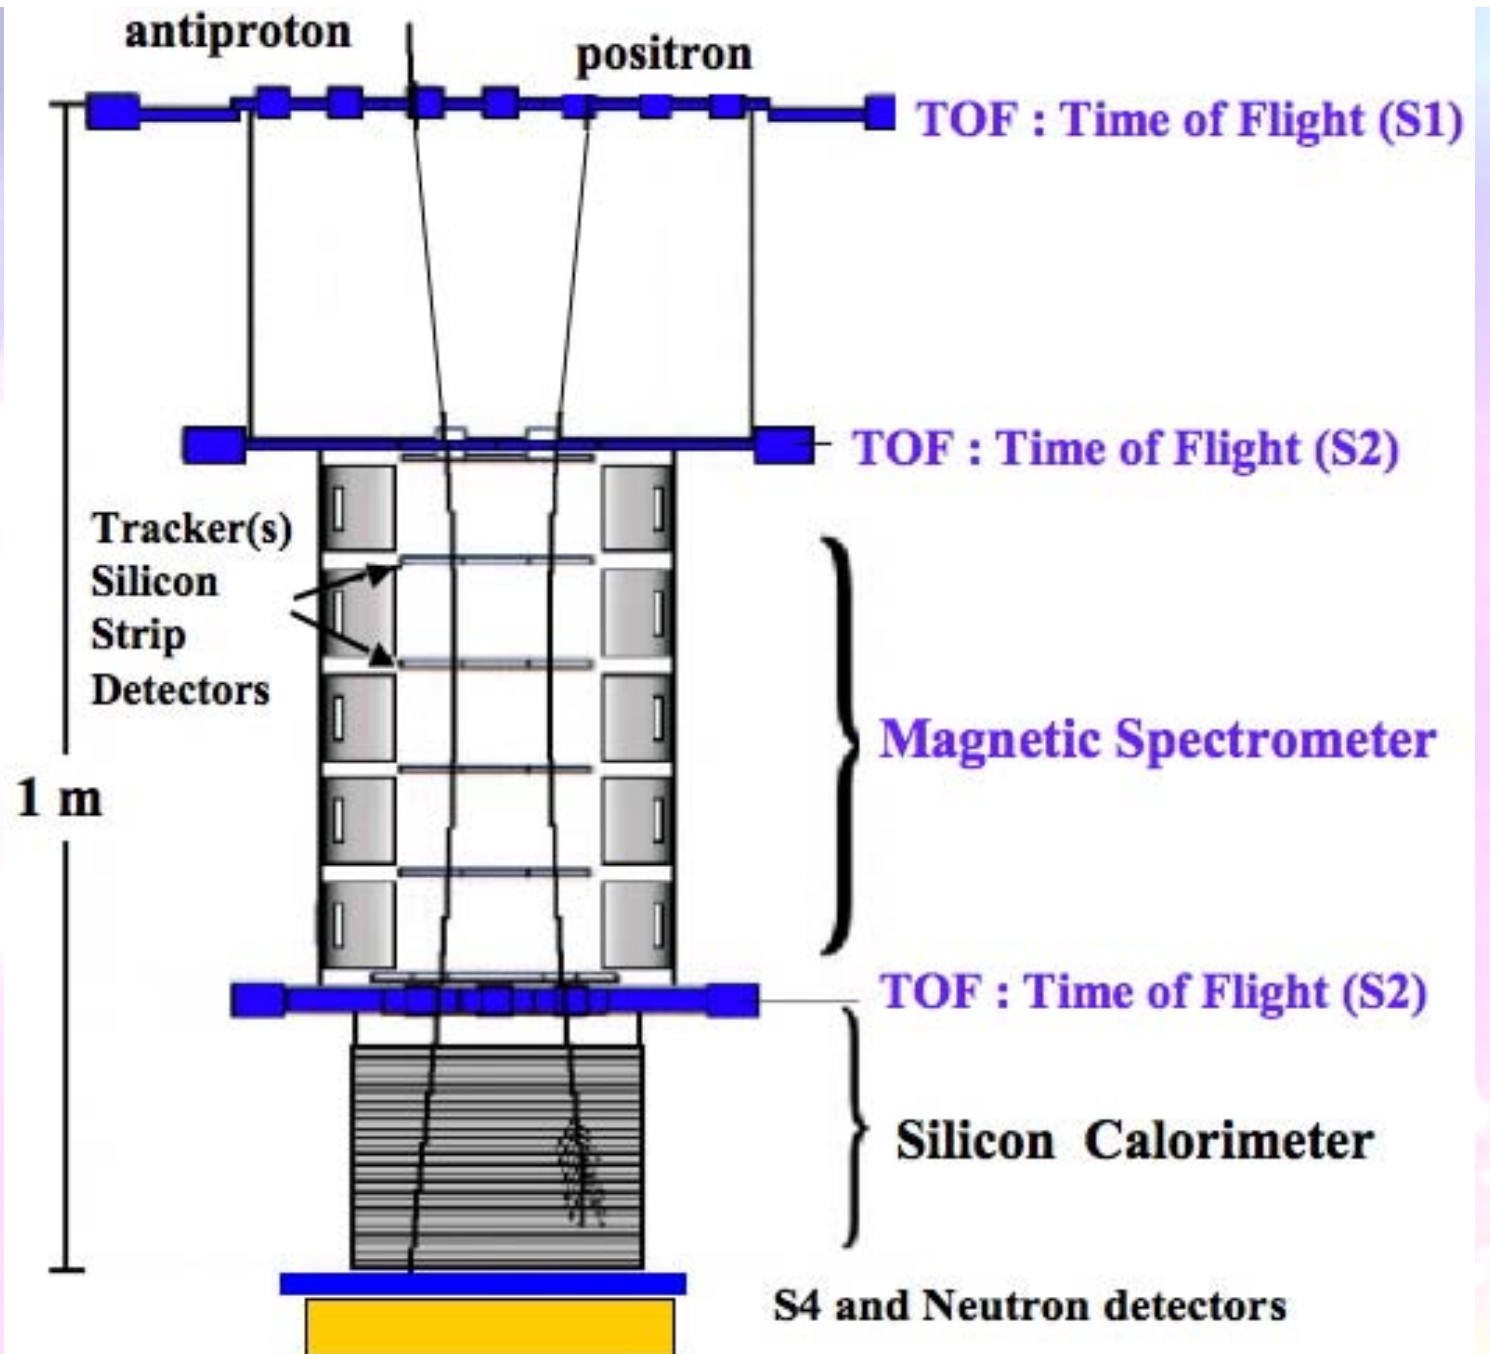 antiproton
positron
TOF : Time of Flight (S1)
TOF : Time of Flight (S2)
Tracker(s)
Silicon
Strip
Detectors
Magnetic Spectrometer
1 m
TOF : Time of Flight (S2)
Silicon Calorimeter
S4 and Neutron detectors